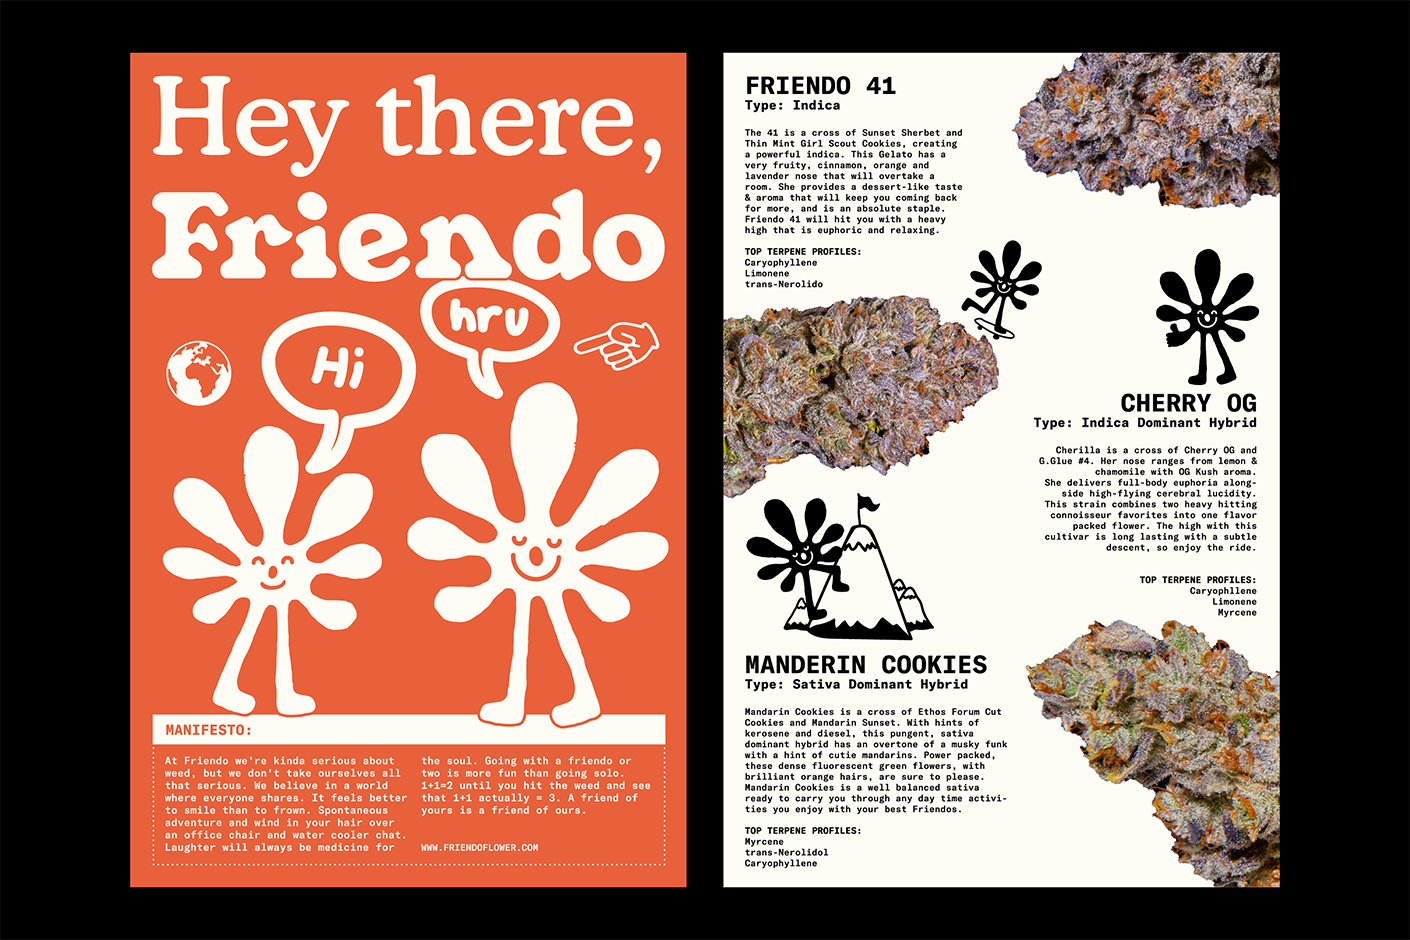 Hey there,
Friendo
hru
Hi
MANIFESTO:
At Friendo we're kinda serious about
weed, but we don't take ourselves all
that serious. We believe in a world
where everyone shares. It feels better
to smile than to frown. Spontaneous
adventure and wind in your hair over
an office chair and water cooler chat.
Laughter will always be medicine for
the soul. Going with a friendo or
two is more fun than going solo.
1+1=2 until you hit the weed and see
that 1+1 actually = 3. A friend of
yours is a friend of ours.
WWW.FRIENDOFLOWER.COM
FRIENDO 41
Type: Indica
The 41 is a cross of Sunset Sherbet and
Thin Mint Girl Scout Cookies, creating
a powerful indica. This Gelato has a
very fruity, cinnamon, orange and
lavender nose that will overtake a
room. She provides a dessert-like taste
& aroma that will keep you coming back
for more, and is an absolute staple.
Friendo 41 will hit you with a heavy
high that is euphoric and relaxing.
TOP TERPENE PROFILES:
Caryophyllene
Limonene
trans-Nerolido
CHERRY OG
Type: Indica Dominant Hybrid
Cherilla is a cross of Cherry OG and
G.Glue #4. Her nose ranges from lemon &
chamomile with OG Kush aroma.
She delivers full-body euphoria along-
side high-flying cerebral lucidity.
This strain combines two heavy hitting
connoisseur favorites into one flavor
packed flower. The high with this
cultivar is long lasting with a subtle
descent, so enjoy the ride.
TOP TERPENE PROFILES:
Caryophllene
Limonene
Myrcene
MANDERIN COOKIES
Type: Sativa Dominant Hybrid
Mandarin Cookies is a cross of Ethos Forum Cut
Cookies and Mandarin Sunset. With hints of
kerosene and diesel, this pungent, sativa
dominant hybrid has an overtone of a musky funk
with a hint of cutie mandarins. Power packed,
these dense fluorescent green flowers, with
brilliant orange hairs, are sure to please.
Mandarin Cookies is a well balanced sativa
ready to carry you through any day time activi-
ties you enjoy with your best Friendos.
TOP TERPENE PROFILES:
Myrcene
trans-Nerolidol
Caryophyllene